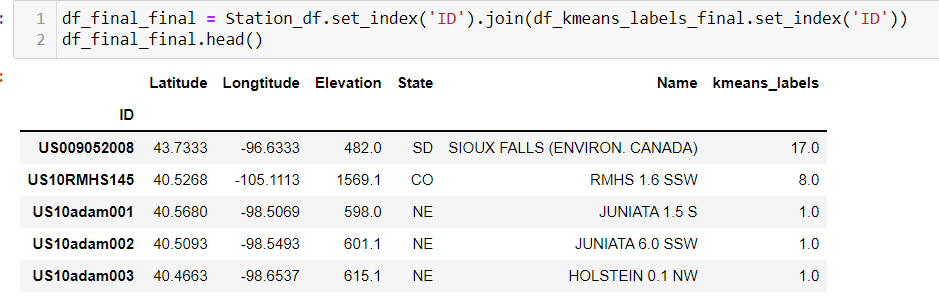 1 df_final_final = Station_df.set_index('ID').join(df_kmeans_labels_final.set_index('ID'))
2 df_final_final.head()
Latitude Longtitude Elevation State Name kmeans_labels
ID
US009052008 43.7333 -96.6333 482.0 SD SIOUX FALLS (ENVIRON. CANADA) 17.0
US10RMHS145 40.5268 -105.1113 1569.1 CO RMHS 1.6 SSW 8.0
US10adam001 40.5680 -98.5069 598.0 NE JUNIATA 1.5 S 1.0
US10adam002 40.5093 -98.5493 601.1 NE JUNIATA 6.0 SSW 1.0
US10adam003 40.4663 -98.6537 615.1 NE HOLSTEIN 0.1 NW 1.0